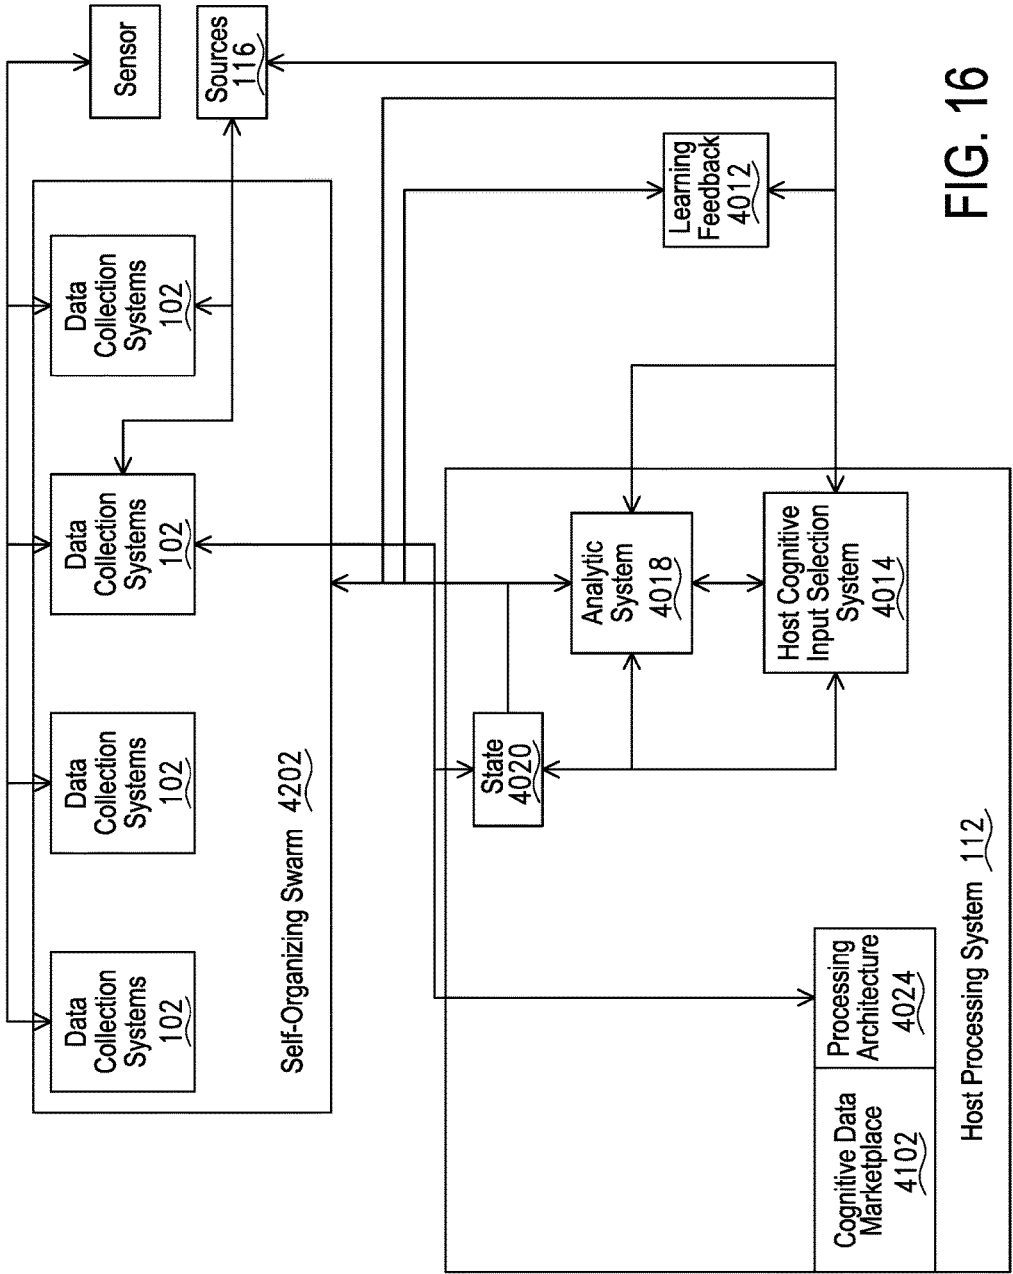 Data
Collection
Systems
102
Data
Collection
Systems
102
Data
Collection
Systems
102
Data
Collection
Systems
102
Sensor
Sources
116
Self-Organizing Swarm 4202
Learning
Feedback
4012
State
4020
Analytic
System
4018
Host Cognitive
Input Selection
System
4014
Cognitive Data
Marketplace
4102
Processing
Architecture
4024
Host Processing System 112
FIG. 16